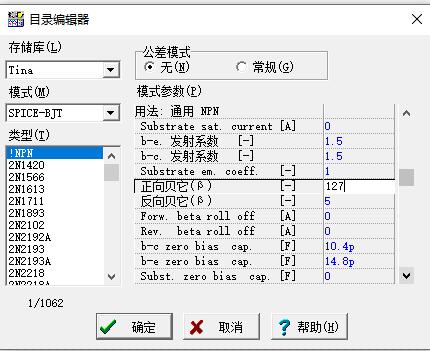 目录编辑器
存储库(L)
Tina
模式(M)
SPICE-BJT
类型(T)
!NPN
2N1420
2N1566
2N1613
2N1711
2N1893
2N2102
2N2192A
2N2193
2N2193A
2N2218
1/1062
公差模式
无(N)
常规(G)
模式参数(P)
用法: 通用 NPN
Substrate sat. current [A] 0
b-e. 发射系数 [-] 1.5
b-c. 发射系数 [-] 1.5
Substrate em. coeff. [-] 1
正向贝它(β) [-] 127
反向贝它(β) [-] 5
Forw. beta roll off [A] 0
Rev. beta roll off [A] 0
b-c zero bias cap. [F] 10.4p
b-e zero bias cap. [F] 14.8p
Subst. zero bias cap. [F] 0
确定
取消
帮助(H)